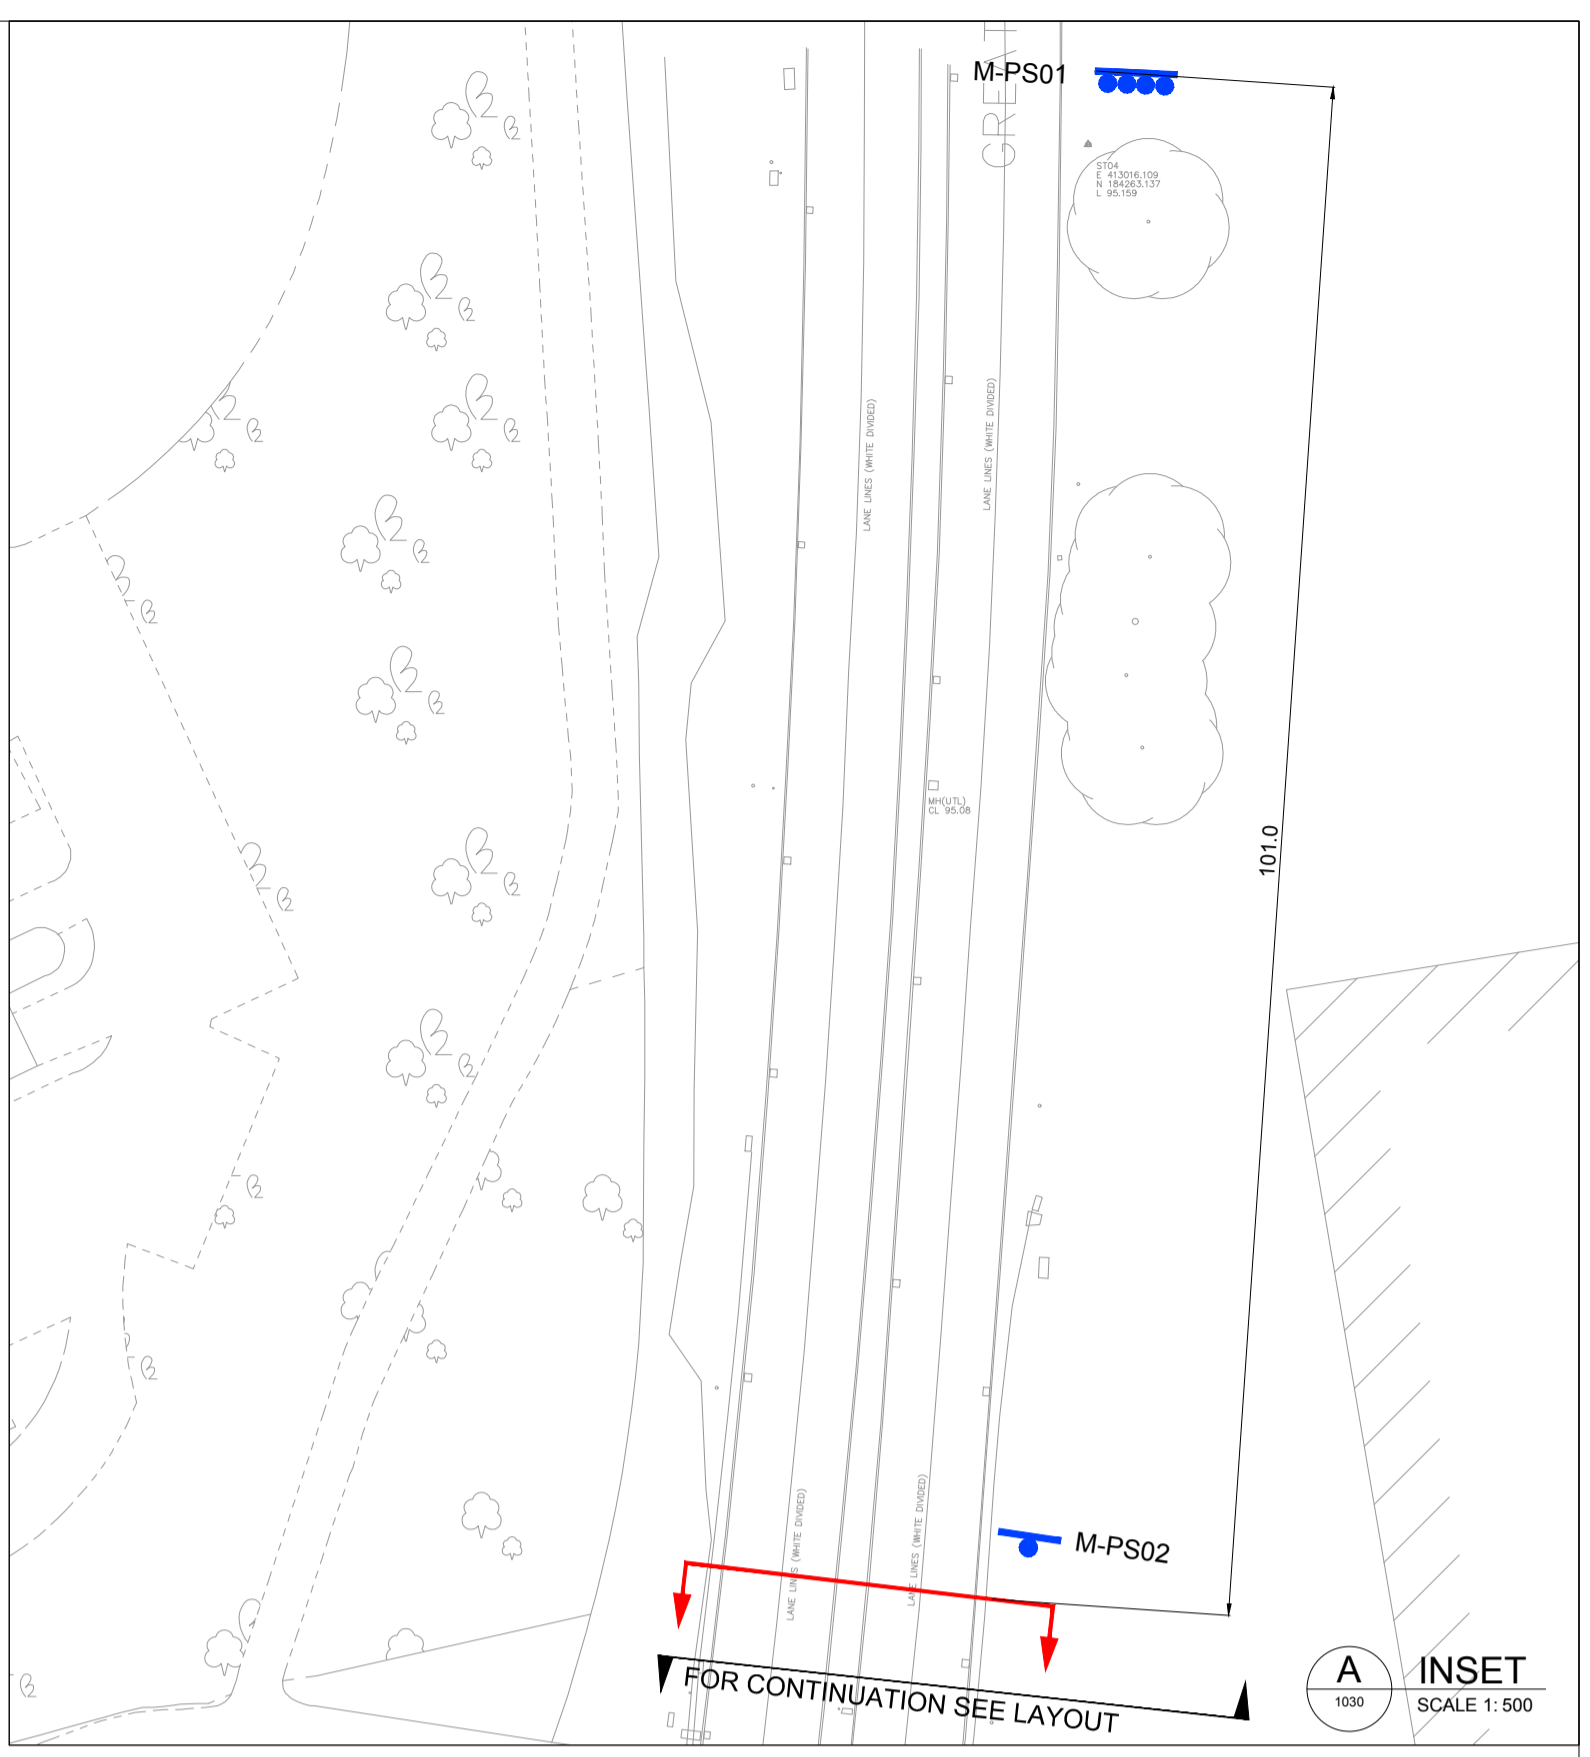 M-PS01
GREAT
ST04
E 413016.109
N 184263.137
L 95.159
LANE LINES (WHITE DIVIDED)
LANE LINES (WHITE DIVIDED)
MH(UTL)
CL 95.08
101.0
LANE LINES (WHITE DIVIDED)
LANE LINES (WHITE DIVIDED)
M-PS02
FOR CONTINUATION SEE LAYOUT
A
1030
INSET
SCALE 1:500